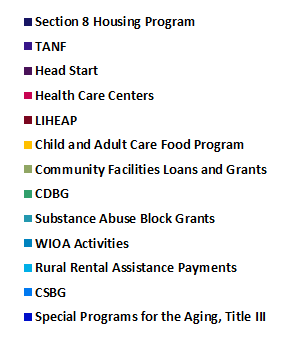 Section 8 Housing Program
TANF
Head Start
Health Care Centers
LIHEAP
Child and Adult Care Food Program
Community Facilities Loans and Grants
CDBG
Substance Abuse Block Grants
WIOA Activities
Rural Rental Assistance Payments
CSBG
Special Programs for the Aging, Title III